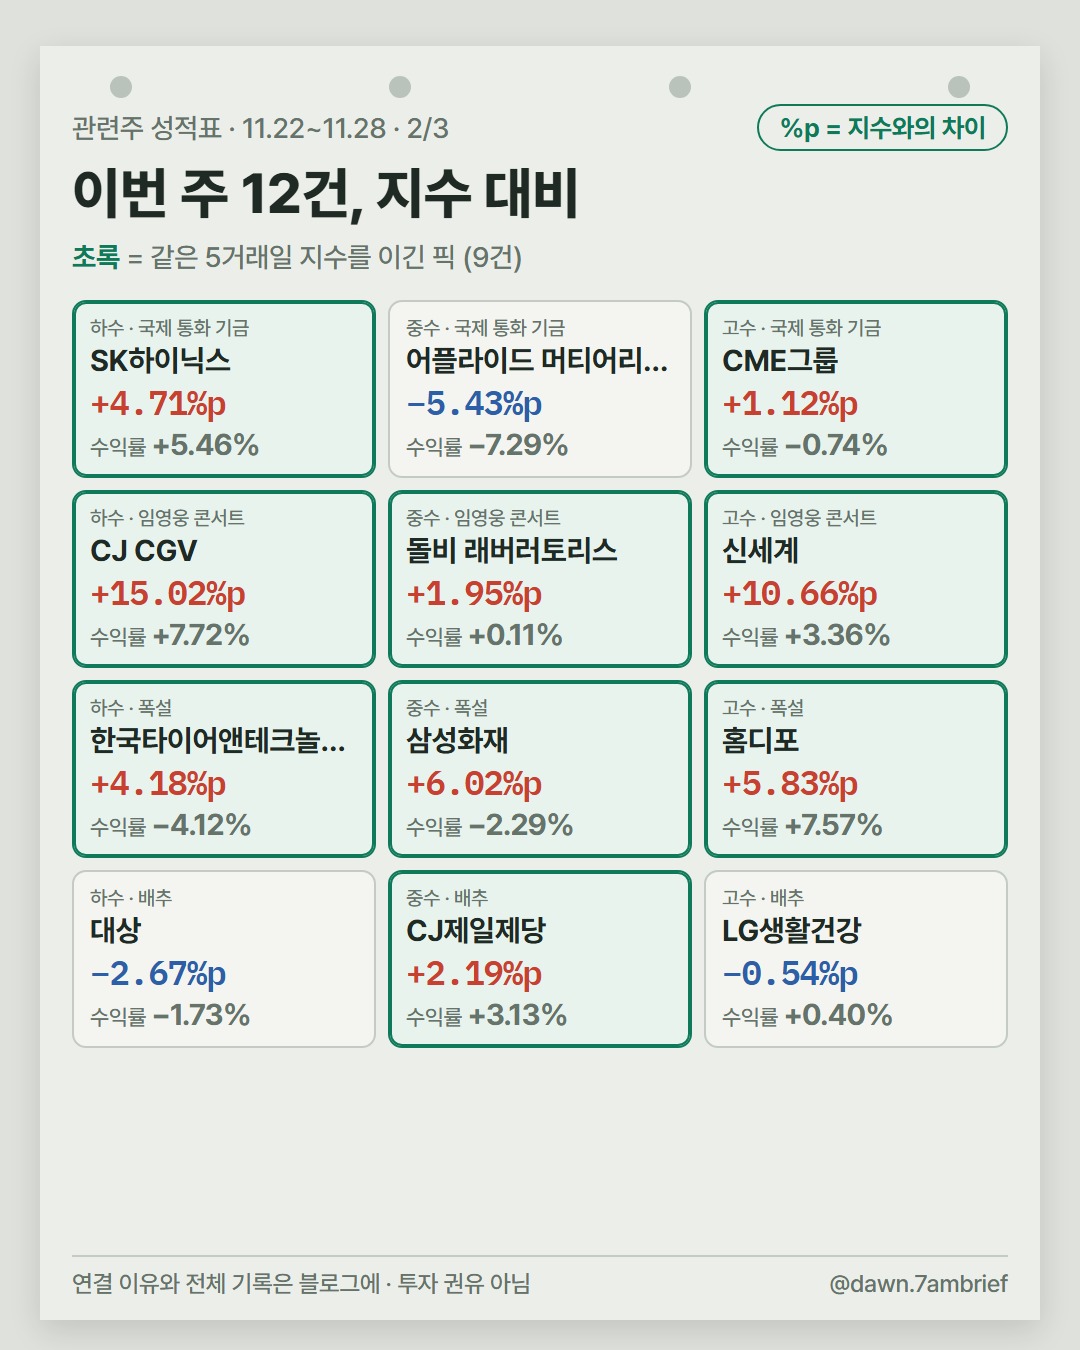 관련주 성적표 · 11.22~11.28 · 2/3
%p = 지수와의 차이
이번 주 12건, 지수 대비
초록 = 같은 5거래일 지수를 이긴 픽 (9건)
하수 · 국제 통화 기금
SK하이닉스
+4.71%p
수익률 +5.46%
중수 · 국제 통화 기금
어플라이드 머티어리...
−5.43%p
수익률 −7.29%
고수 · 국제 통화 기금
CME그룹
+1.12%p
수익률 −0.74%
하수 · 임영웅 콘서트
CJ CGV
+15.02%p
수익률 +7.72%
중수 · 임영웅 콘서트
돌비 래버러토리스
+1.95%p
수익률 +0.11%
고수 · 임영웅 콘서트
신세계
+10.66%p
수익률 +3.36%
하수 · 폭설
한국타이어앤테크놀...
+4.18%p
수익률 −4.12%
중수 · 폭설
삼성화재
+6.02%p
수익률 −2.29%
고수 · 폭설
홈디포
+5.83%p
수익률 +7.57%
하수 · 배추
대상
−2.67%p
수익률 −1.73%
중수 · 배추
CJ제일제당
+2.19%p
수익률 +3.13%
고수 · 배추
LG생활건강
−0.54%p
수익률 +0.40%
연결 이유와 전체 기록은 블로그에 · 투자 권유 아님
@dawn.7ambrief